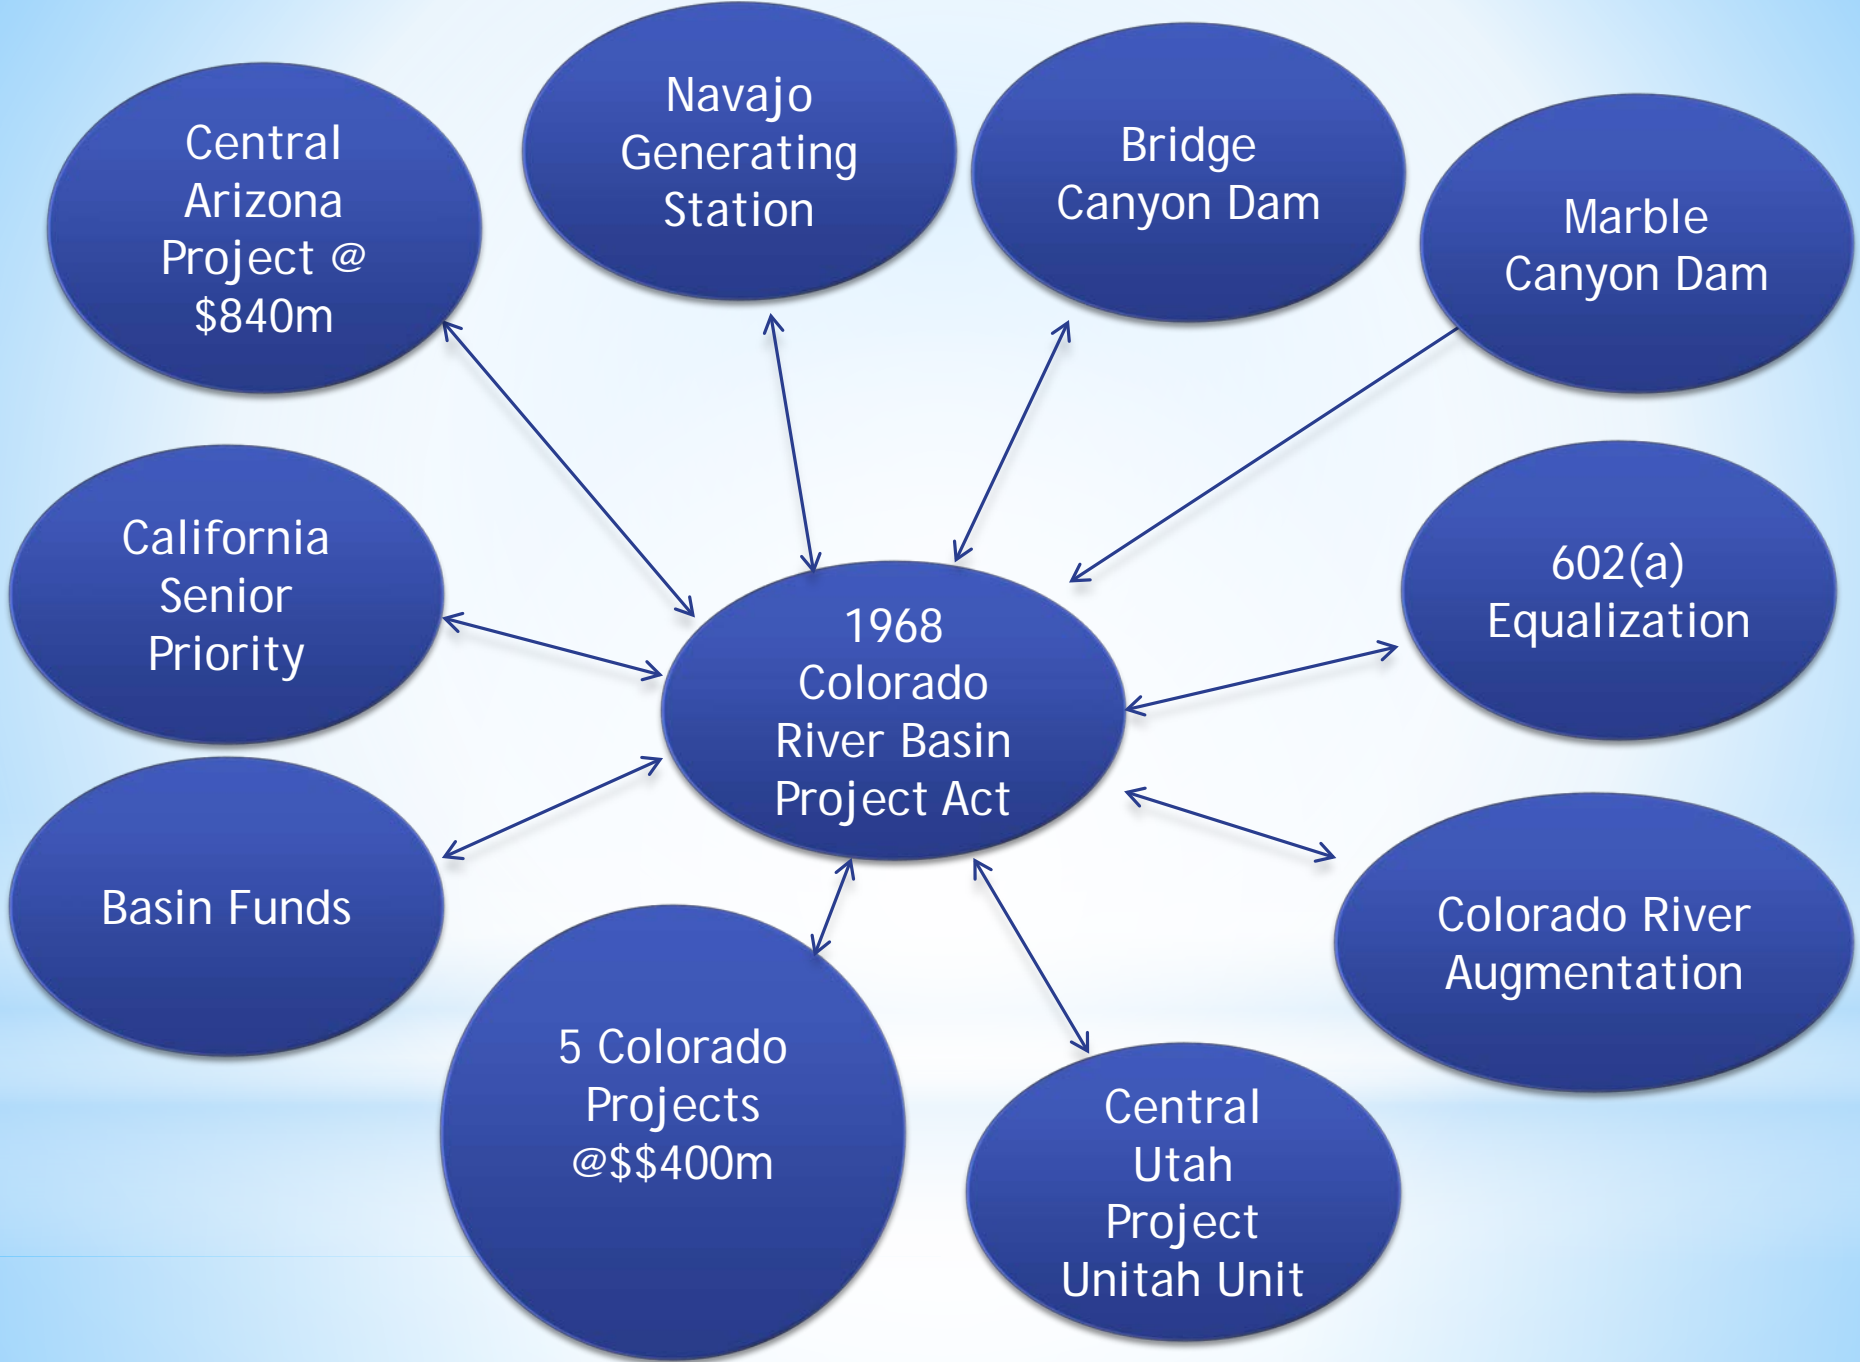 Central
Arizona
Project @
$840m
Navajo
Generating
Station
Bridge
Canyon Dam
Marble
Canyon Dam
California
Senior
Priority
1968
Colorado
River Basin
Project Act
602(a)
Equalization
Basin Funds
5 Colorado
Projects
@$$400m
Central
Utah
Project
Unitah Unit
Colorado River
Augmentation